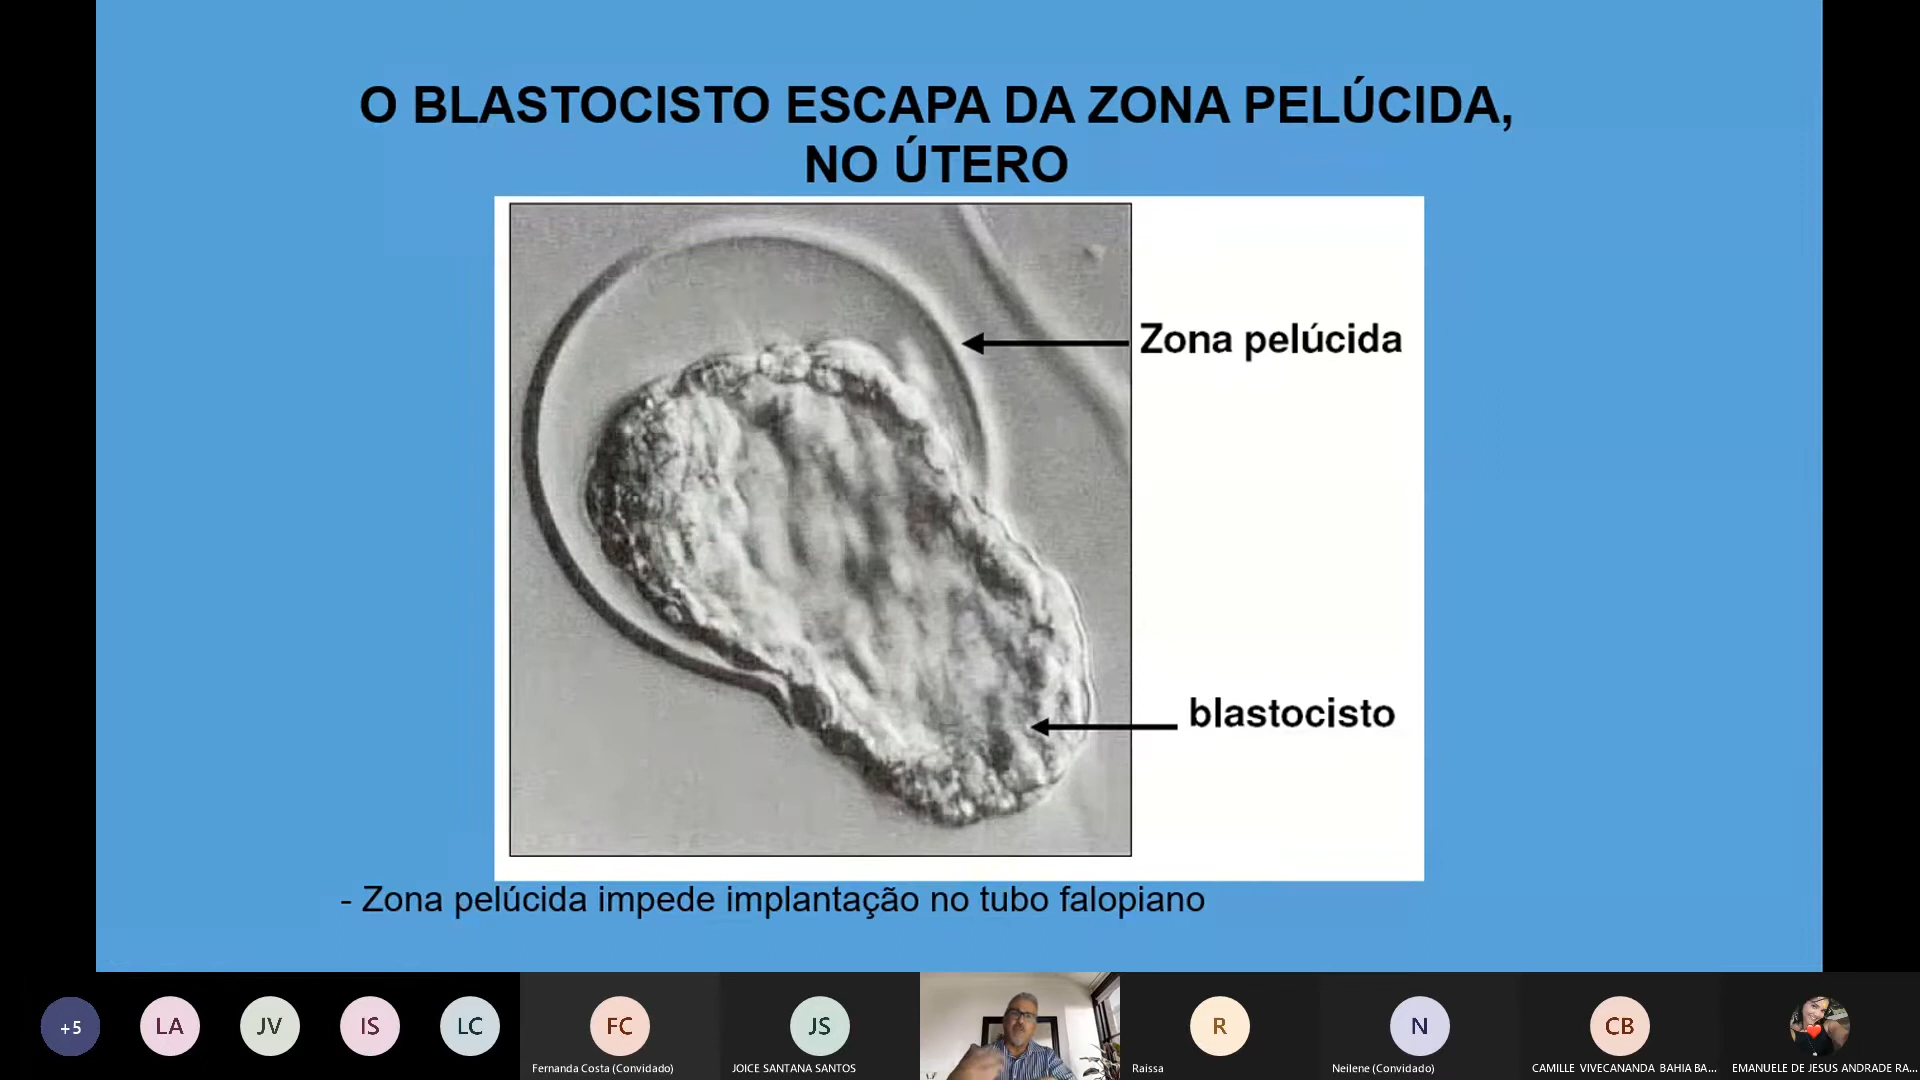 O BLASTOCISTO ESCAPA DA ZONA PELÚCIDA,
NO ÚTERO
Zona pelúcida
blastocisto
- Zona pelúcida impede implantação no tubo falopiano
+5
LA
JV
IS
LC
FC
JS
R
N
CB
Fernanda Costa (Convidado)
JOICE SANTANA SANTOS
Raissa
Neilene (Convidado)
CAMILLE VIVECANANDA BAHIA BA...
EMANUELE DE JESUS ANDRADE RA...